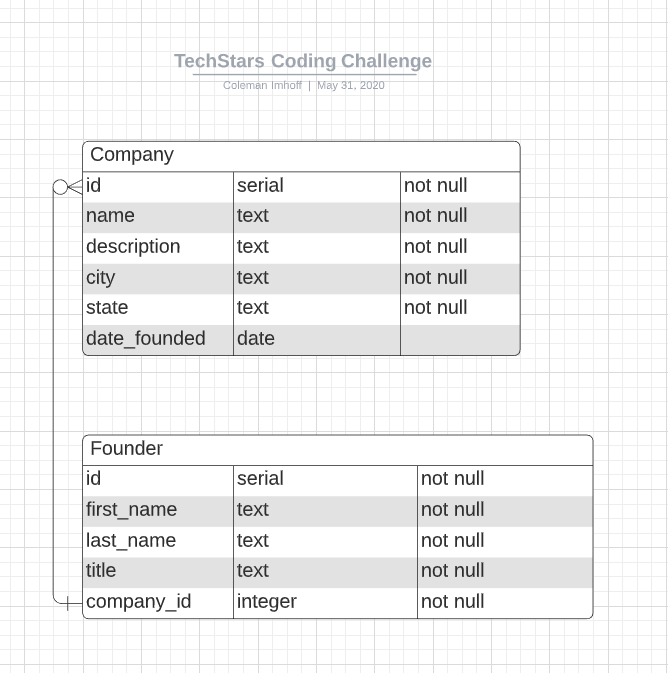 TechStars Coding Challenge
Coleman Imhoff | May 31, 2020
Company
id serial not null
name text not null
description text not null
city text not null
state text not null
date_founded date
Founder
id serial not null
first_name text not null
last_name text not null
title text not null
company_id integer not null